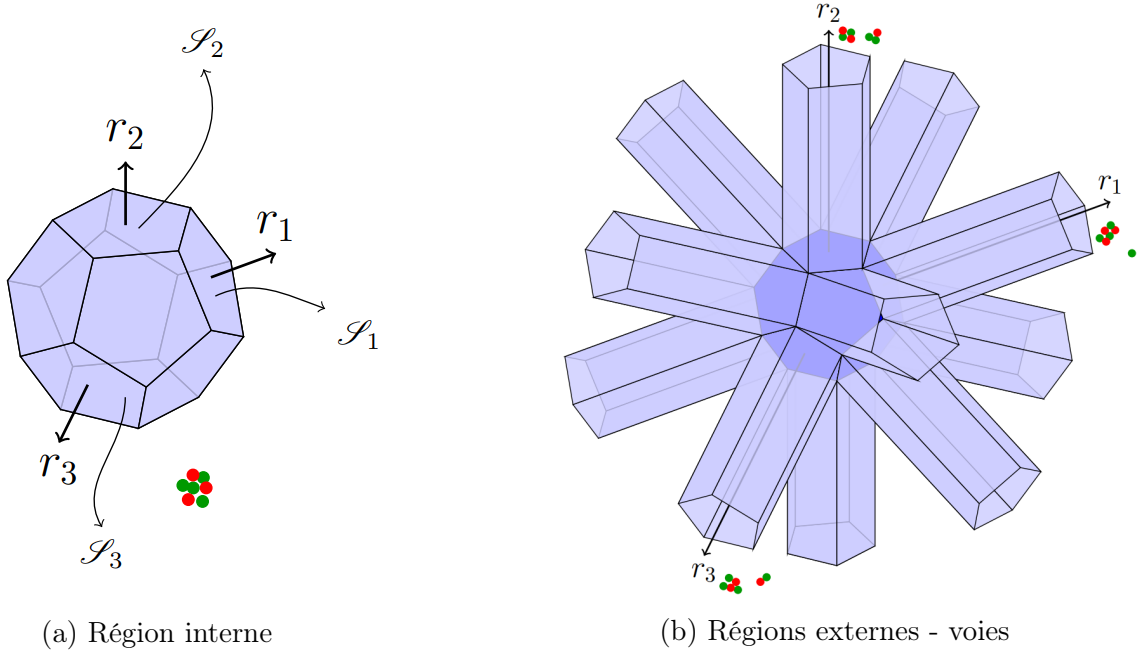 𝒮₂
r₂
r₁
𝒮₁
r₃
𝒮₃
(a) Région interne
r₂
r₁
r₃
(b) Régions externes - voies